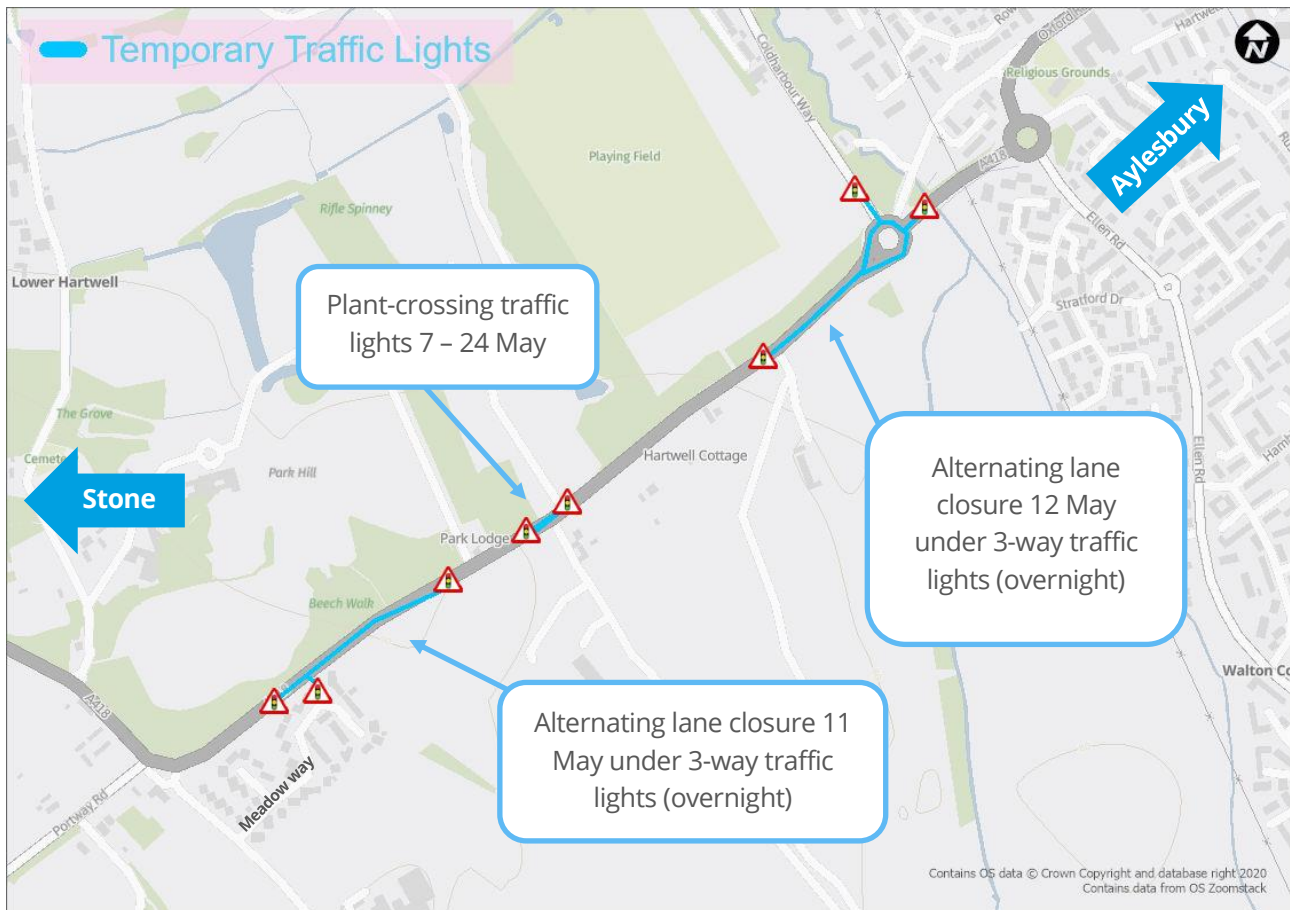 Temporary Traffic Lights
N
Religious Grounds
Coldharbour Way
Aylesbury
A418
Playing Field
Rifle Spinney
Ellen Rd
Lower Hartwell
Stratford Dr
Plant-crossing traffic
lights 7 – 24 May
The Grove
Park Hill
Hartwell Cottage
Ellen Rd
Stone
Alternating lane
closure 12 May
under 3-way traffic
lights (overnight)
Park Lodge
Beech Walk
A418
Alternating lane closure 11
May under 3-way traffic
lights (overnight)
Meadow way
Portway Rd
Contains OS data © Crown Copyright and database right 2020
Contains data from OS Zoomstack